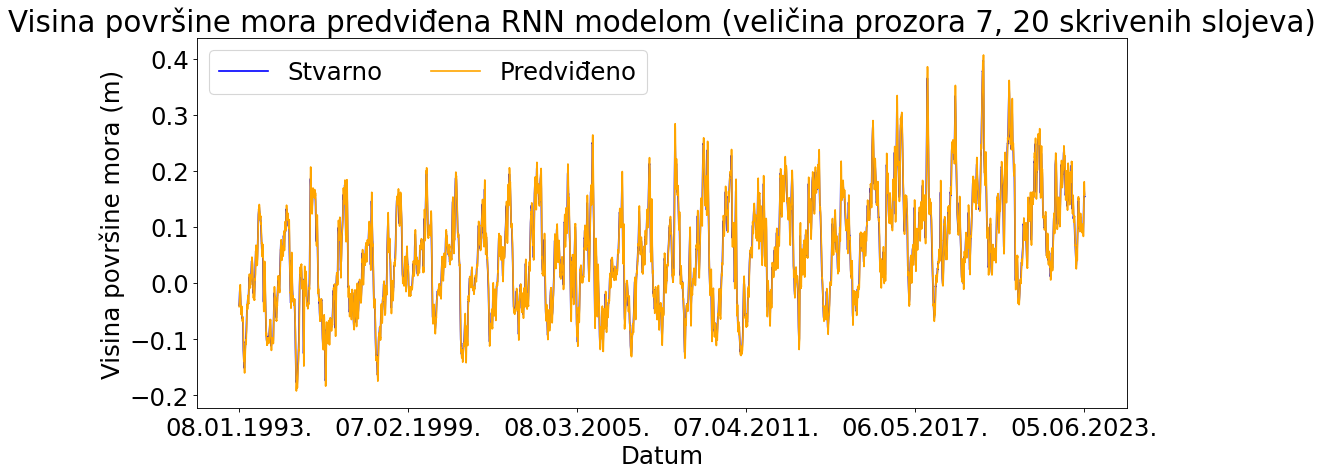 Visina površine mora predviđena RNN modelom (veličina prozora 7, 20 skrivenih slojeva)
Stvarno
Predviđeno
Visina površine mora (m)
0.4
0.3
0.2
0.1
0.0
−0.1
−0.2
08.01.1993.
07.02.1999.
08.03.2005.
07.04.2011.
06.05.2017.
05.06.2023.
Datum